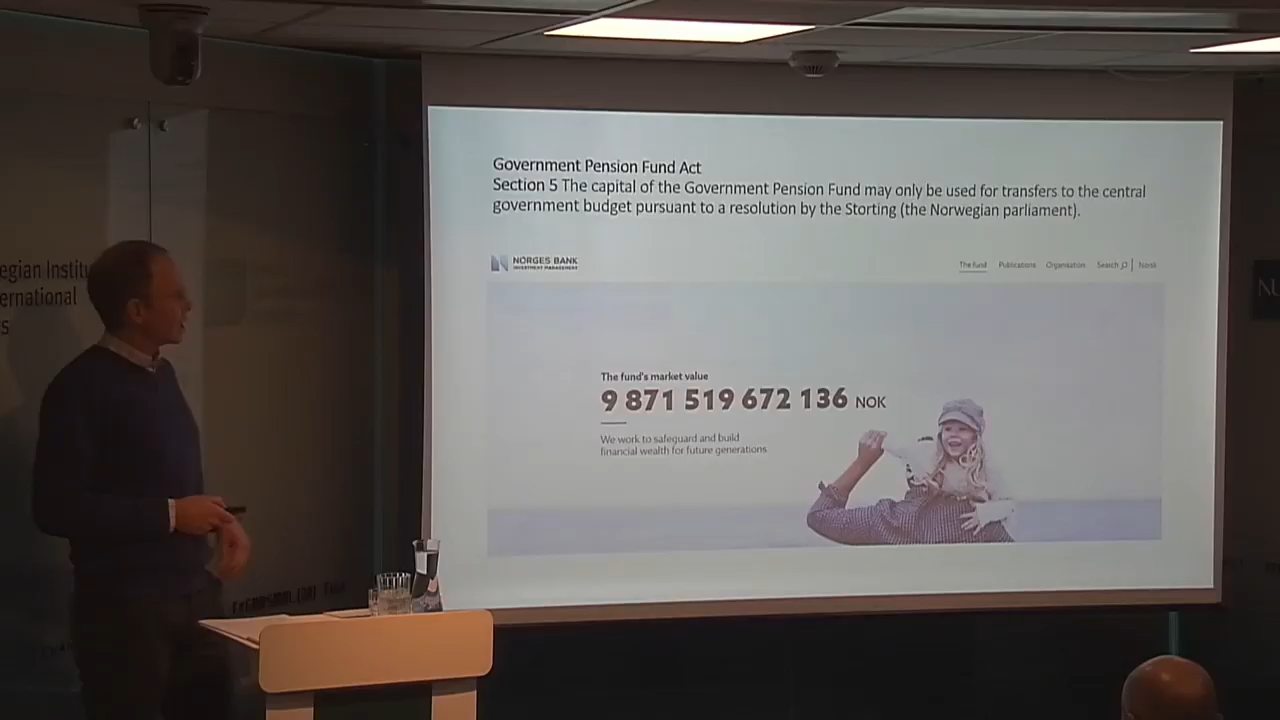 Government Pension Fund Act
Section 5 The capital of the Government Pension Fund may only be used for transfers to the central
government budget pursuant to a resolution by the Storting (the Norwegian parliament).
NORGES BANK
INVESTMENT MANAGEMENT
The fund Publications Organisation Search Norsk
The fund's market value
9 871 519 672 136 NOK
We work to safeguard and build
financial wealth for future generations
egian Institu
ernational
s
NU